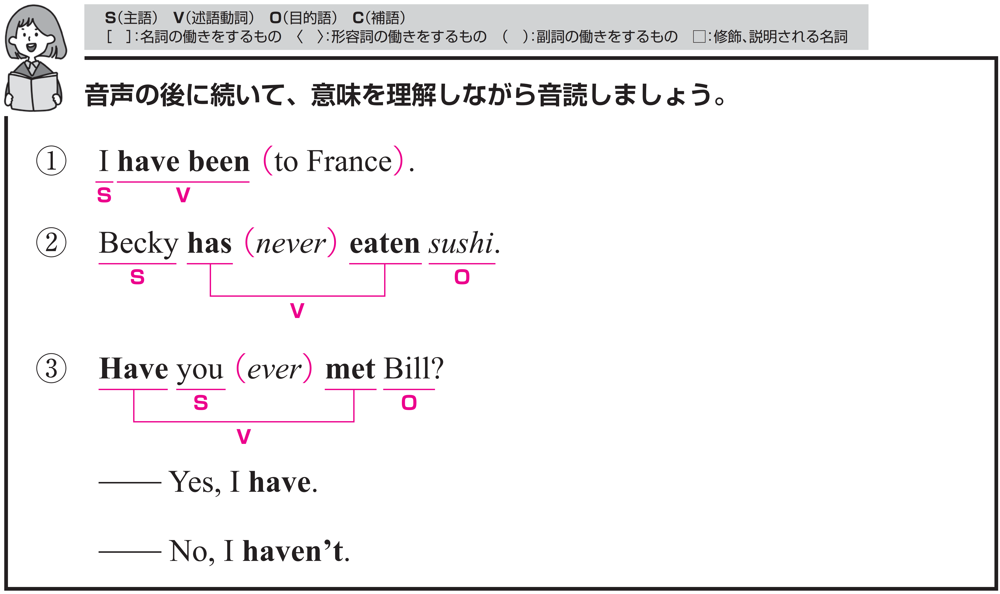 S（主語）　V（述語動詞）　O（目的語）　C（補語）
［　］：名詞の働きをするもの　〈　〉：形容詞の働きをするもの　（　）：副詞の働きをするもの　□：修飾、説明される名詞
音声の後に続いて、意味を理解しながら音読しましょう。
① I have been (to France).
S V
② Becky has (never) eaten sushi.
S O
V
③ Have you (ever) met Bill?
S O
V
—— Yes, I have.
—— No, I haven’t.